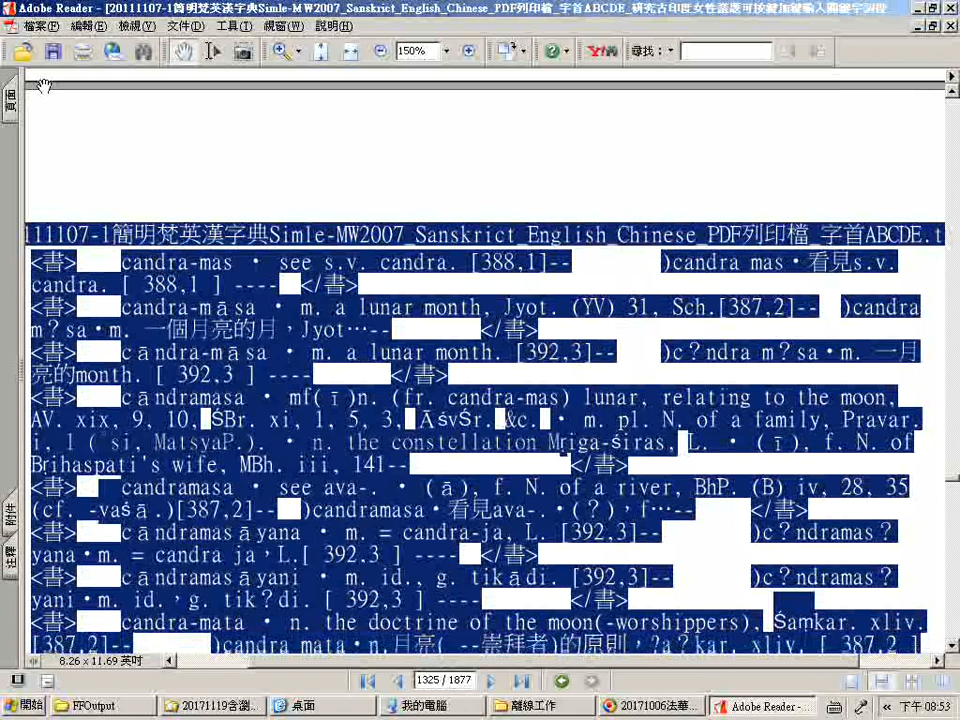 Adobe Reader - [20111107-1簡明梵英漢字典Simle-MW2007_Sanskrict_English_Chinese_PDF列印檔_字首ABCDE_研究古印度女性議題可按
檔案(F) 編輯(E) 檢視(V) 文件(D) 工具(T) 視窗(W) 說明(H)
150% 尋找:
頁面
111107-1簡明梵英漢字典Simle-MW2007_Sanskrict_English_Chinese_PDF列印檔_字首ABCDE.t
<書> candra-mas • see s.v. candra. [388,1]-- )candra mas•看見s.v.
candra. [ 388,1 ] ---- </書>
<書> candra-māsa • m. a lunar month, Jyot. (YV) 31, Sch.[387,2]-- )candra
m?sa•m. 一個月亮的月，Jyot…-- </書>
<書> cāndra-māsa • m. a lunar month. [392,3]-- )c?ndra m?sa•m. 一月
亮的month. [ 392,3 ] ---- </書>
<書> cāndramasa • mf(ī)n. (fr. candra-mas) lunar, relating to the moon,
AV. xix, 9, 10, ŚBr. xi, 1, 5, 3, ĀśvŚr. &c. • m. pl. N. of a family, Pravar.
i, 1 (°si, MatsyaP.). • n. the constellation Mriga-śiras, L. • (ī), f. N. of
Brihaspati's wife, MBh. iii, 141-- </書>
<書> candramasa • see ava-. • (ā), f. N. of a river, BhP. (B) iv, 28, 35
(cf. -vaśā.)[387,2]-- )candramasa•看見ava-.•(?)，f…-- </書>
<書> cāndramasāyana • m. = candra-ja, L. [392,3]-- )c?ndramas?
yana•m. = candra ja，L.[ 392,3 ] ---- </書>
<書> cāndramasāyani • m. id., g. tikādi. [392,3]-- )c?ndramas?
yani•m. id.，g. tik?di. [ 392,3 ] ---- </書>
<書> candra-mata • n. the doctrine of the moon(-worshippers), Śamkar. xliv.
[387,2]-- )candra mata•n.月亮( --崇拜者)的原則，?a?kar. xliv. [ 387,2 ]
附件
注釋
8.26 x 11.69 英吋
1325 / 1877
開始 FFOutput 20171119含瀏... 桌面 我的電腦 離線工作 20171006法華... Adobe Reader - [... 下午 08:53